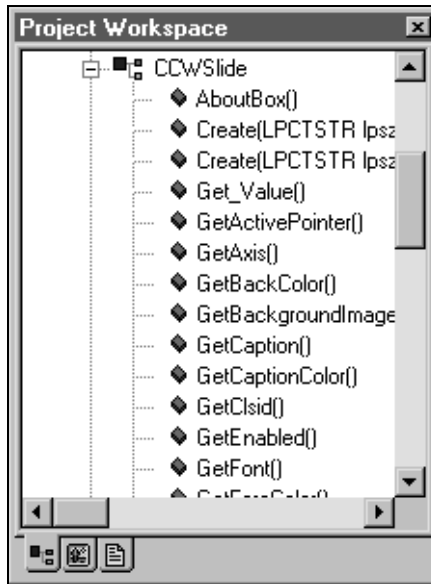 Project Workspace
CCWSlide
AboutBox()
Create(LPCTSTR lpsz
Create(LPCTSTR lpsz
Get_Value()
GetActivePointer()
GetAxis()
GetBackColor()
GetBackgroundImage
GetCaption()
GetCaptionColor()
GetClsid()
GetEnabled()
GetFont()
GetForeColor()